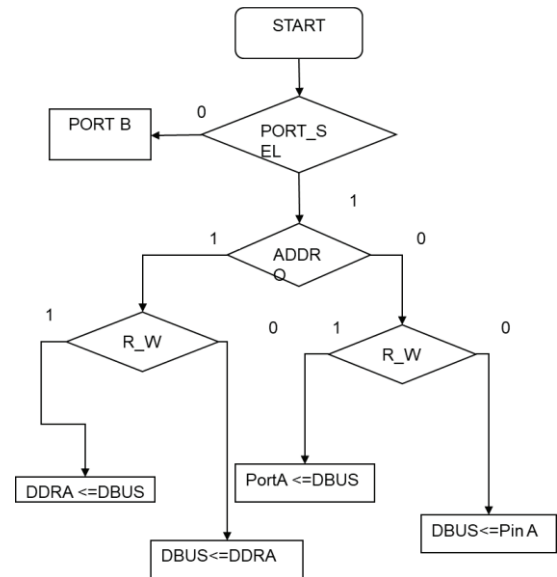 START
0
PORT B
PORT_S
EL
1
1
ADDR
O
0
1
R_W
0
1
R_W
0
DDRA <=DBUS
PortA <=DBUS
DBUS<=Pin A
DBUS<=DDRA